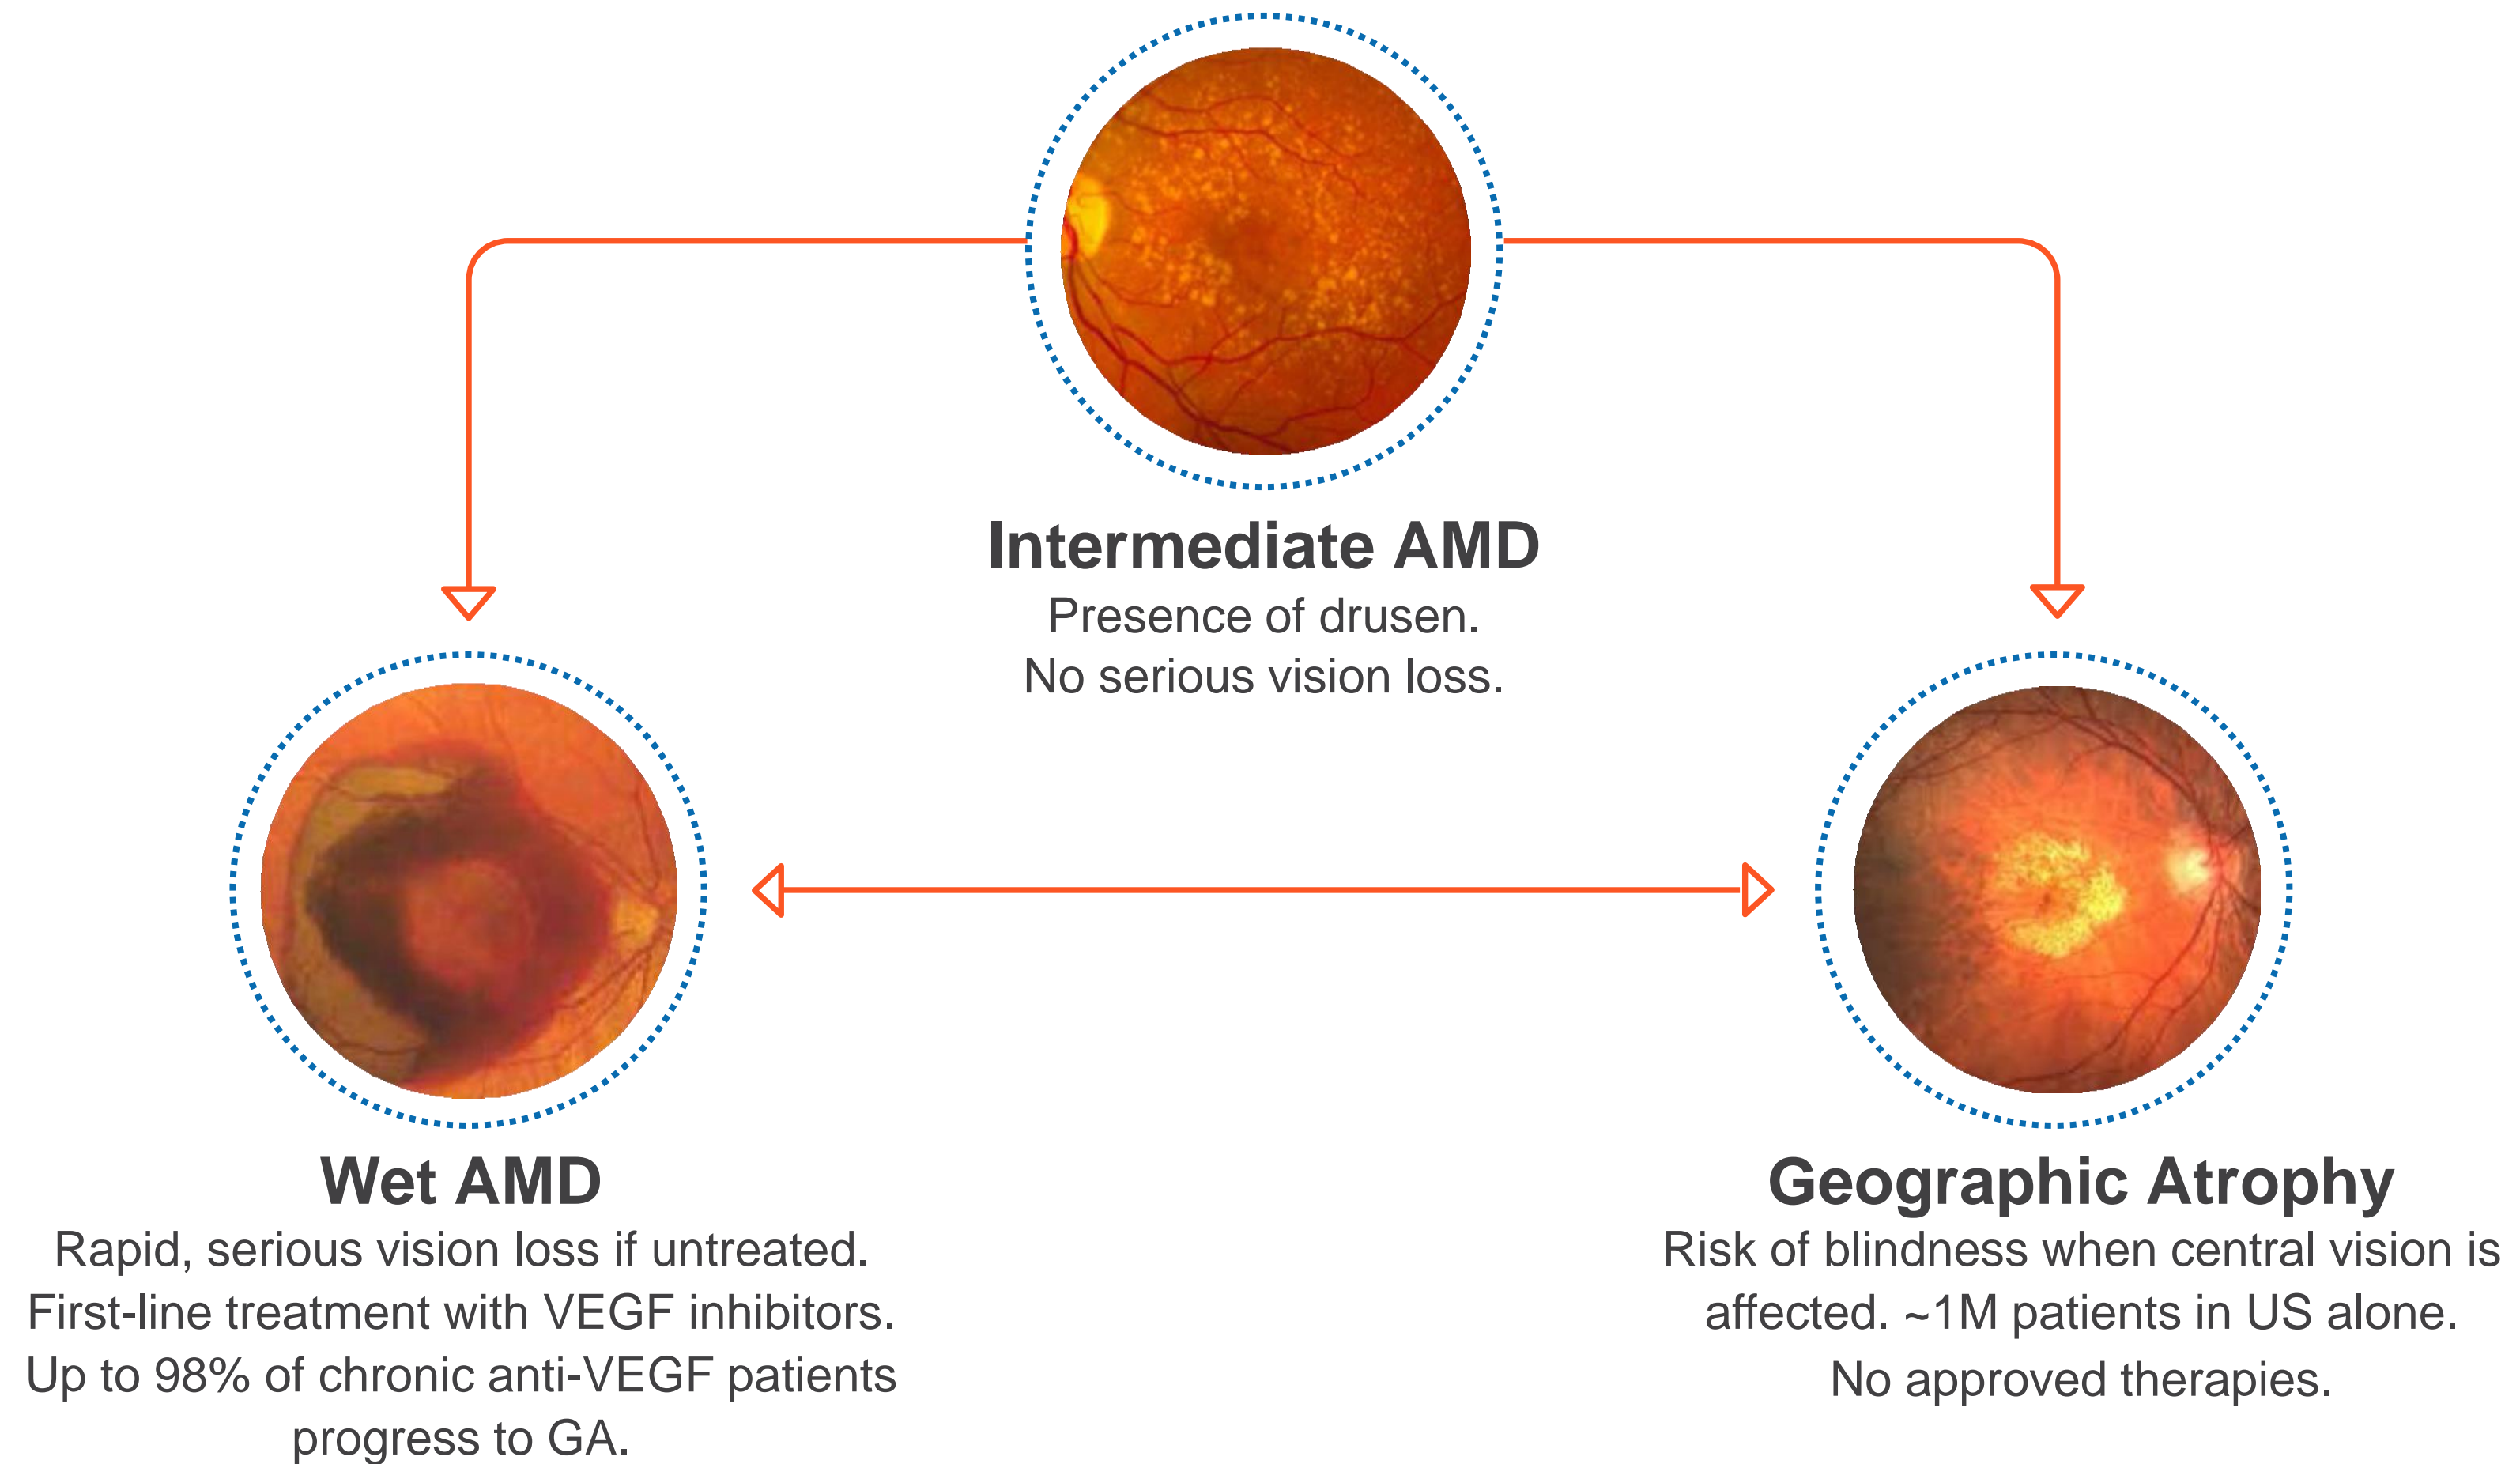 Intermediate AMD
Presence of drusen.
No serious vision loss.
Wet AMD
Rapid, serious vision loss if untreated.
First-line treatment with VEGF inhibitors.
Up to 98% of chronic anti-VEGF patients
progress to GA.
Geographic Atrophy
Risk of blindness when central vision is
affected. ~1M patients in US alone.
No approved therapies.